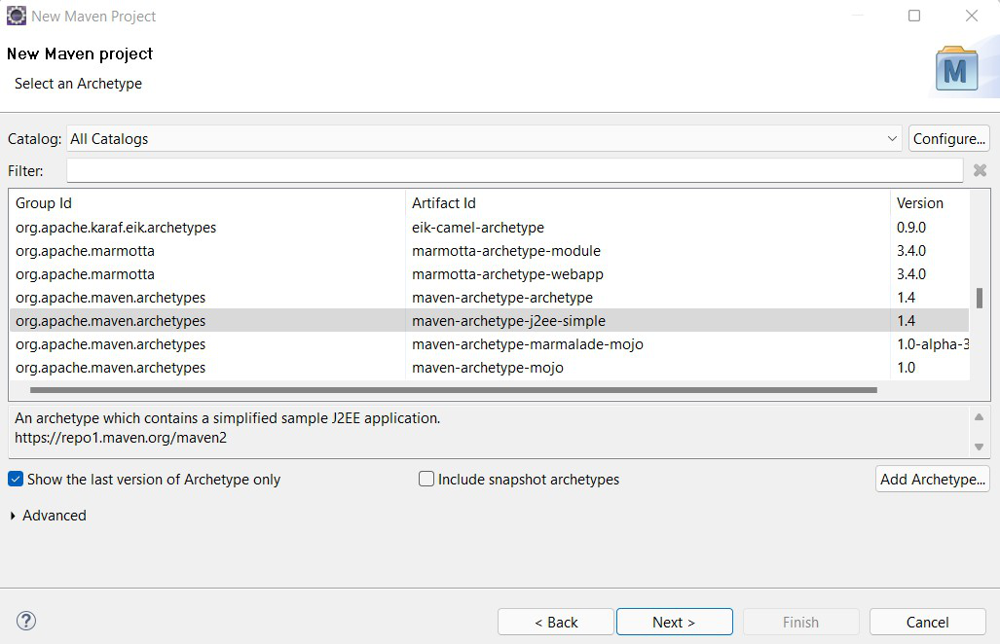 New Maven Project
New Maven project
Select an Archetype
M
Catalog: All Catalogs Configure...
Filter:
Group Id Artifact Id Version
org.apache.karaf.eik.archetypes eik-camel-archetype 0.9.0
org.apache.marmotta marmotta-archetype-module 3.4.0
org.apache.marmotta marmotta-archetype-webapp 3.4.0
org.apache.maven.archetypes maven-archetype-archetype 1.4
org.apache.maven.archetypes maven-archetype-j2ee-simple 1.4
org.apache.maven.archetypes maven-archetype-marmalade-mojo 1.0-alpha-3
org.apache.maven.archetypes maven-archetype-mojo 1.0
An archetype which contains a simplified sample J2EE application.
https://repo1.maven.org/maven2
Show the last version of Archetype only Include snapshot archetypes Add Archetype...
Advanced
? < Back Next > Finish Cancel